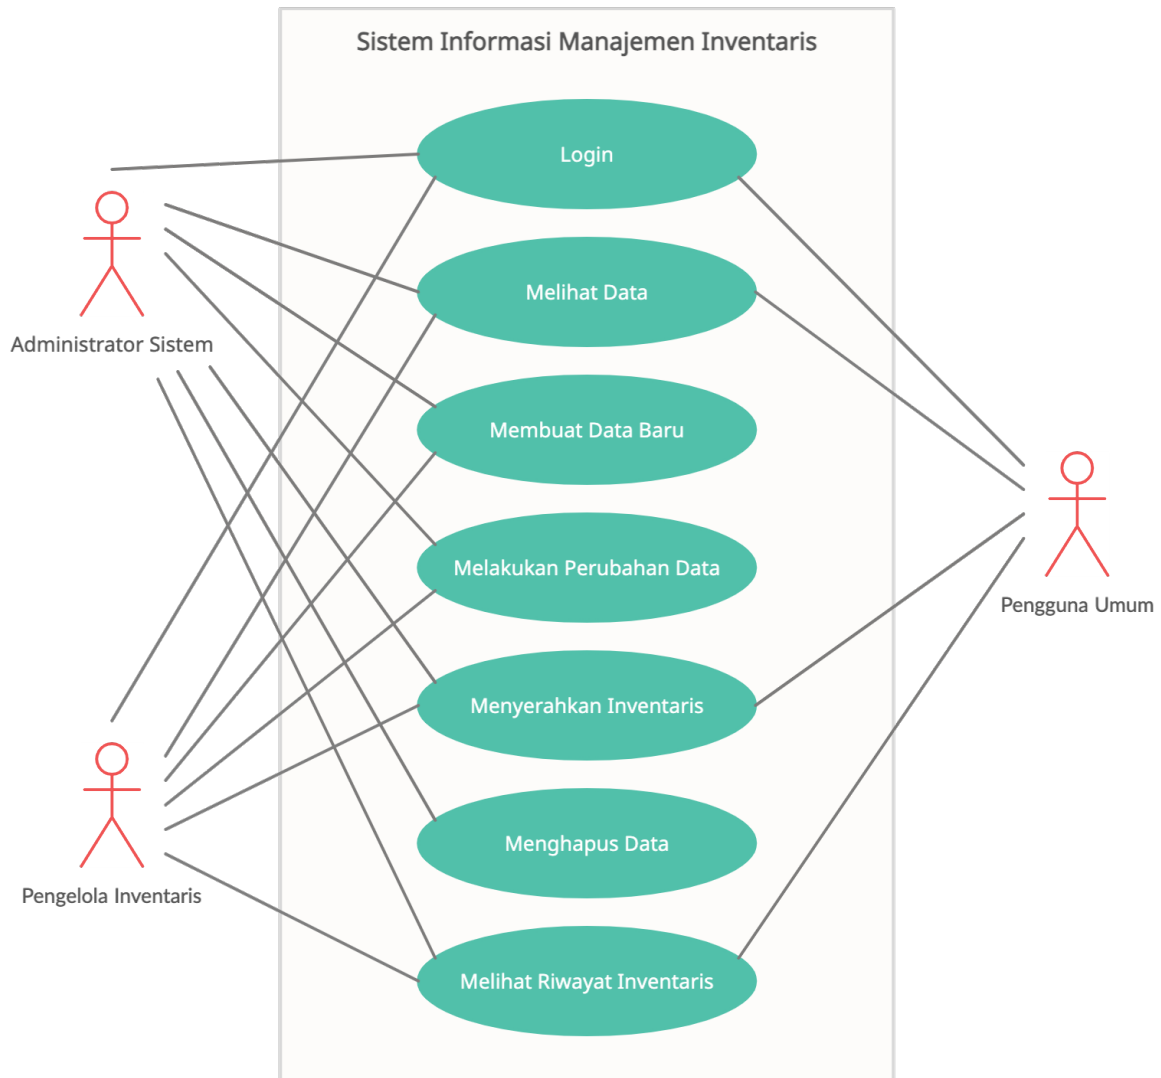 Sistem Informasi Manajemen Inventaris
Login
Melihat Data
Administrator Sistem
Membuat Data Baru
Melakukan Perubahan Data
Pengguna Umum
Menyerahkan Inventaris
Menghapus Data
Pengelola Inventaris
Melihat Riwayat Inventaris